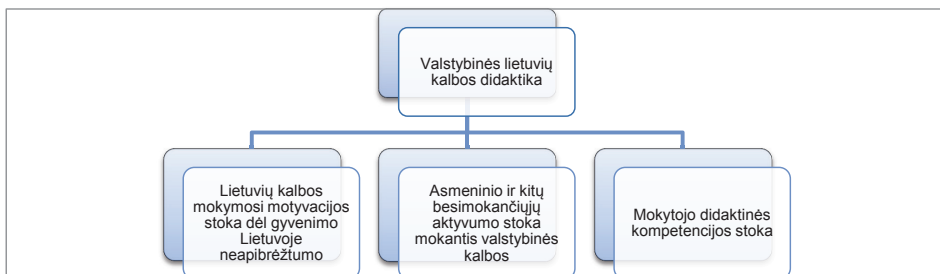 Valstybinės lietuvių
kalbos didaktika
Lietuvių kalbos
mokymosi motyvacijos
stoka dėl gyvenimo
Lietuvoje
neapibrėžtumo
Asmeninio ir kitų
besimokančiųjų
aktyvumo stoka
mokantis valstybinės
kalbos
Mokytojo didaktinės
kompetencijos stoka